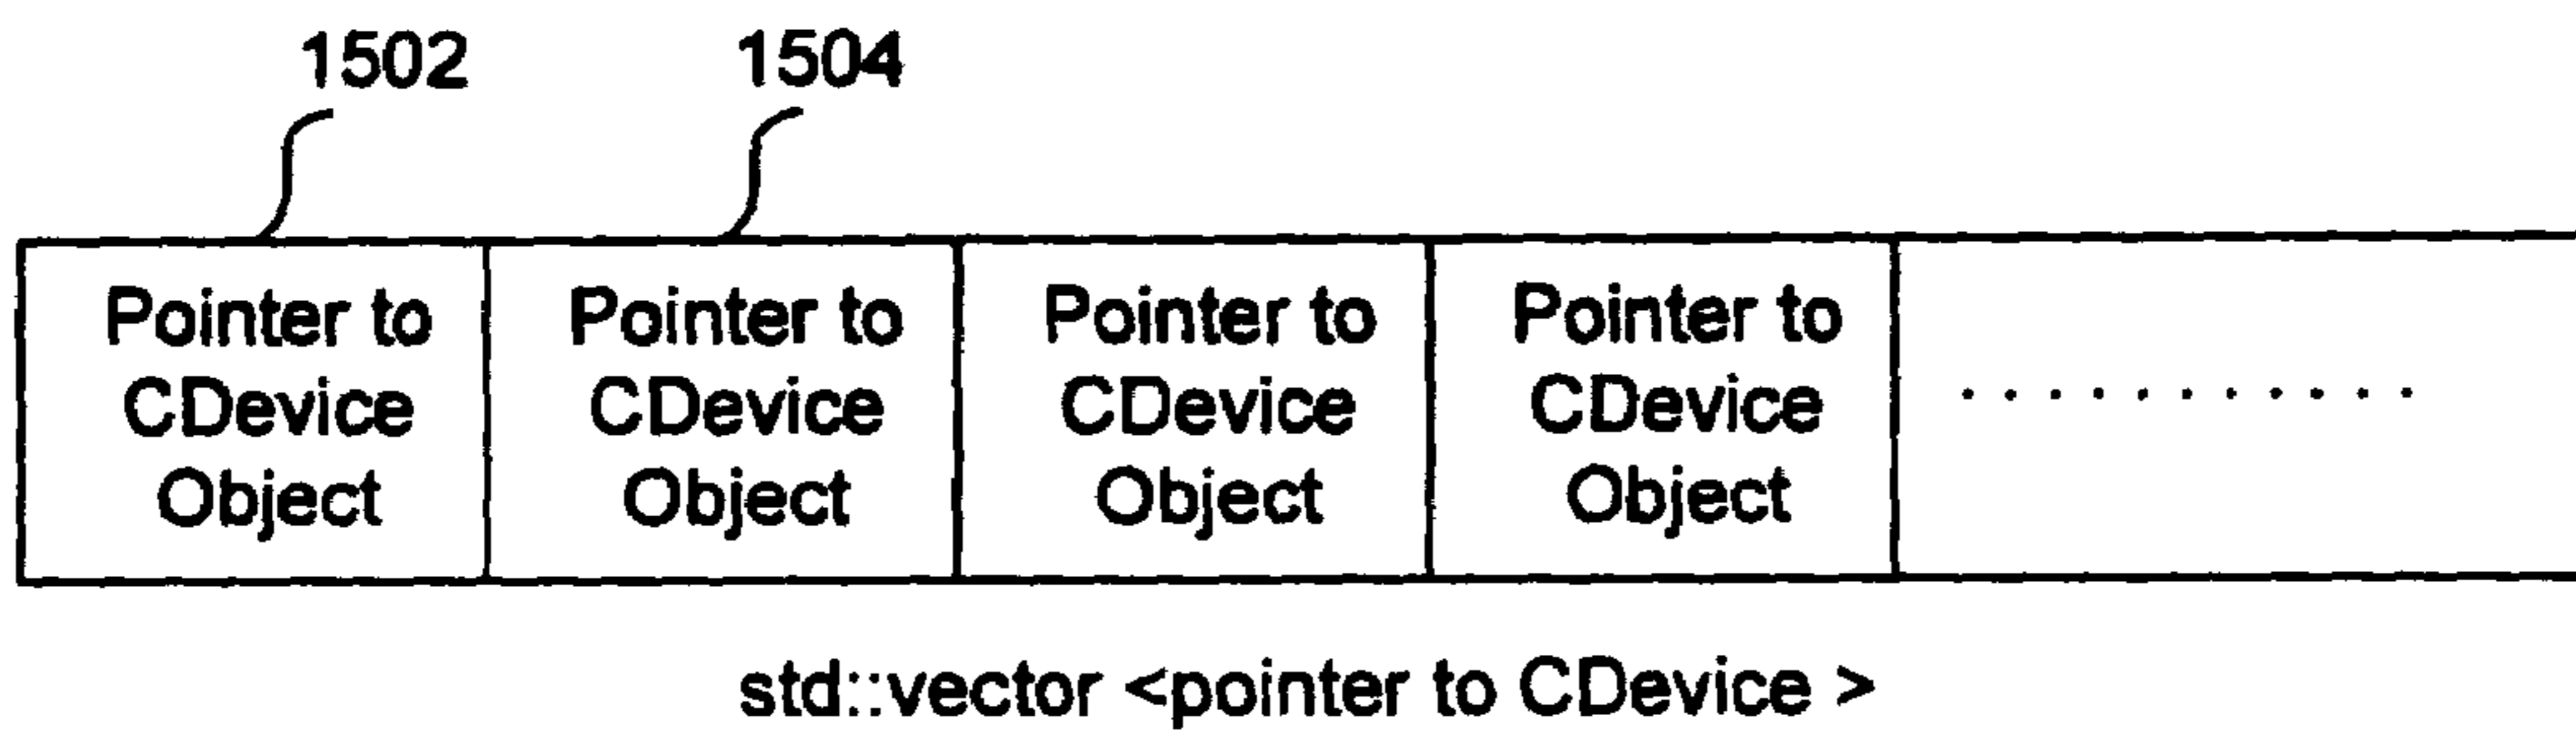 1502 1504
Pointer to Pointer to Pointer to Pointer to
CDevice CDevice CDevice CDevice ...........
Object Object Object Object
std::vector <pointer to CDevice >